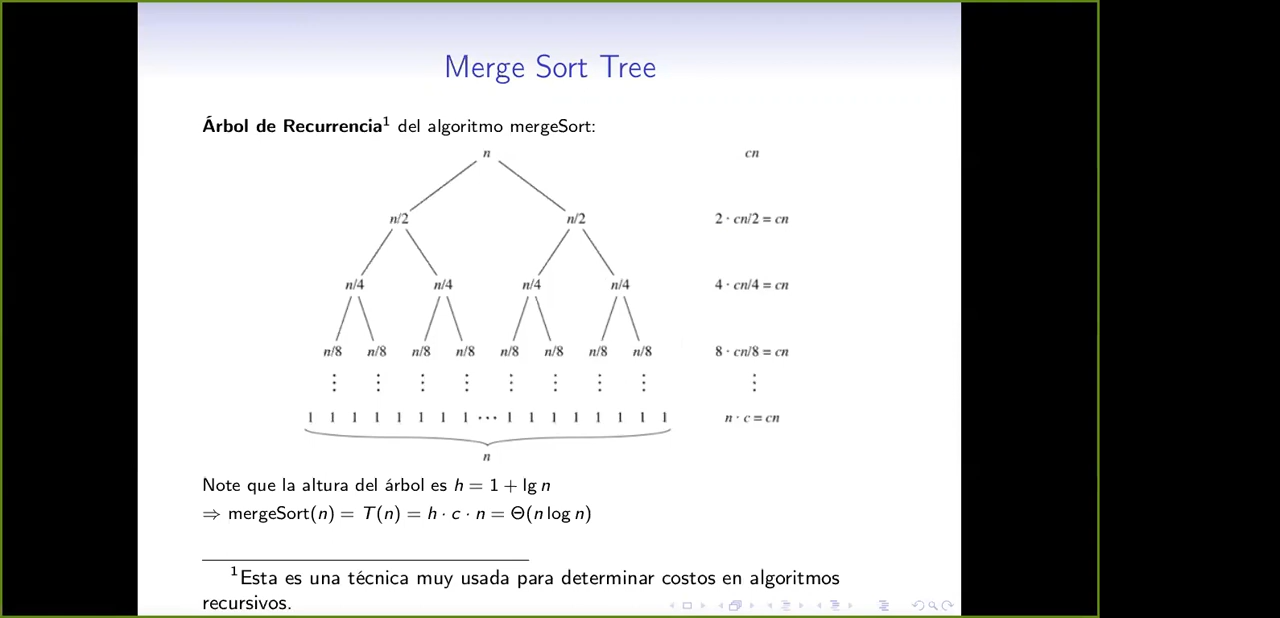 Merge Sort Tree
Árbol de Recurrencia¹ del algoritmo mergeSort:
n cn
n/2 n/2 2 · cn/2 = cn
n/4 n/4 n/4 n/4 4 · cn/4 = cn
n/8 n/8 n/8 n/8 n/8 n/8 n/8 n/8 8 · cn/8 = cn
⋮ ⋮ ⋮ ⋮ ⋮ ⋮ ⋮ ⋮ ⋮
1 1 1 1 1 1 1 1 ⋯ 1 1 1 1 1 1 1 1 n · c = cn
n
Note que la altura del árbol es h = 1 + lg n
⇒ mergeSort(n) = T(n) = h · c · n = Θ(n log n)
¹Esta es una técnica muy usada para determinar costos en algoritmos
recursivos.